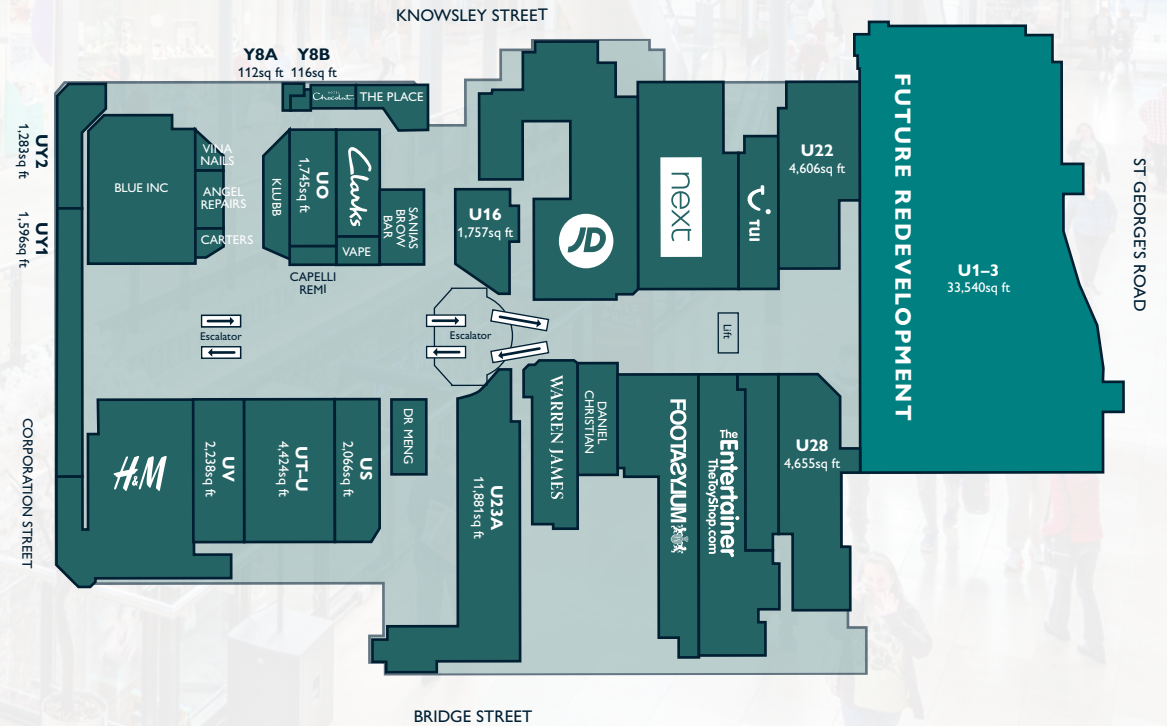 KNOWSLEY STREET
Y8A
112sq ft
Y8B
116sq ft
HOTEL
Chocolat
THE PLACE
UY2
1,283sq ft
UY1
1,596sq ft
BLUE INC
VINA
NAILS
ANGEL
REPAIRS
CARTERS
KLUBB
UO
1,745sq ft
Clarks
VAPE
SANIAS
BROW
BAR
CAPELLI
REMI
U16
1,757sq ft
JD
next
TUI
U22
4,606sq ft
FUTURE REDEVELOPMENT
U1–3
33,540sq ft
ST GEORGE'S ROAD
Escalator
Escalator
Lift
CORPORATION STREET
H&M
UV
2,238sq ft
UT–U
4,424sq ft
US
2,066sq ft
DR MENG
U23A
11,881sq ft
WARREN JAMES
DANIEL
CHRISTIAN
FOOTASYLUM
The
Entertainer
TheToyShop.com
U28
4,655sq ft
BRIDGE STREET